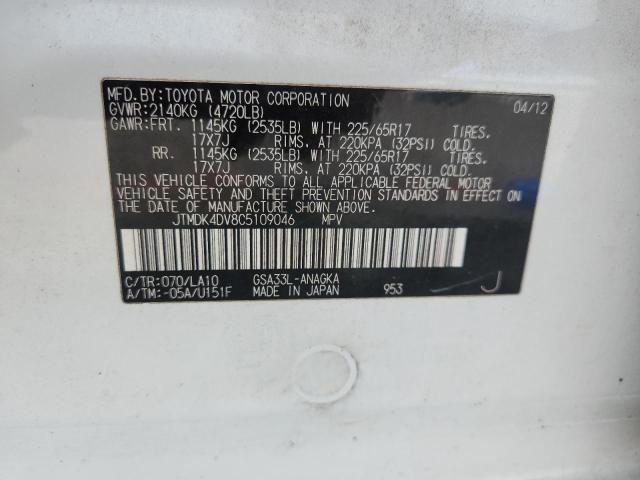 MFD. BY: TOYOTA MOTOR CORPORATION 04/12
GVWR: 2140KG (4720LB)
GAWR: FRT. 1145KG (2535LB) WITH 225/65R17 TIRES.
17X7J RIMS. AT 220KPA (32PSI) COLD.
RR. 1145KG (2535LB) WITH 225/65R17 TIRES.
17X7J RIMS. AT 220KPA (32PSI) COLD.
THIS VEHICLE CONFORMS TO ALL APPLICABLE FEDERAL MOTOR
VEHICLE SAFETY AND THEFT PREVENTION STANDARDS IN EFFECT ON
THE DATE OF MANUFACTURE SHOWN ABOVE.
JTMDK4DV8C5109046 MPV
C/TR: 070/LA10 GSA33L-ANAGKA
A/TM: -05A/U151F MADE IN JAPAN 953 J